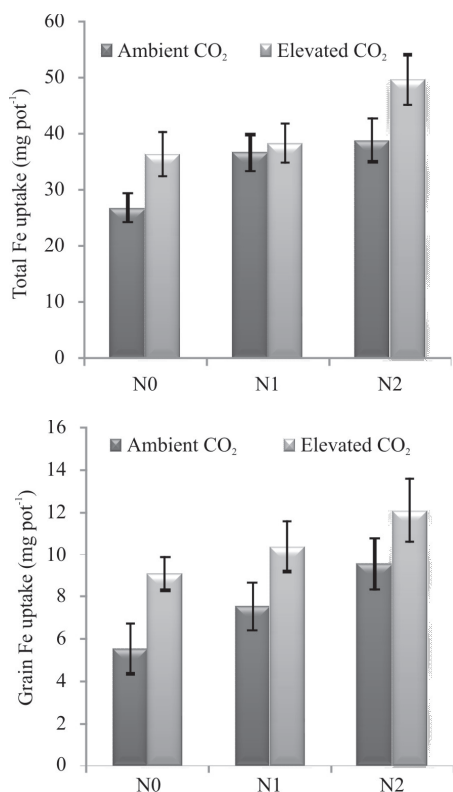 60
50
40
30
20
10
0
Total Fe uptake (mg pot⁻¹)
Ambient CO₂ Elevated CO₂
N0 N1 N2
16
14
12
10
8
6
4
2
0
Grain Fe uptake (mg pot⁻¹)
Ambient CO₂ Elevated CO₂
N0 N1 N2